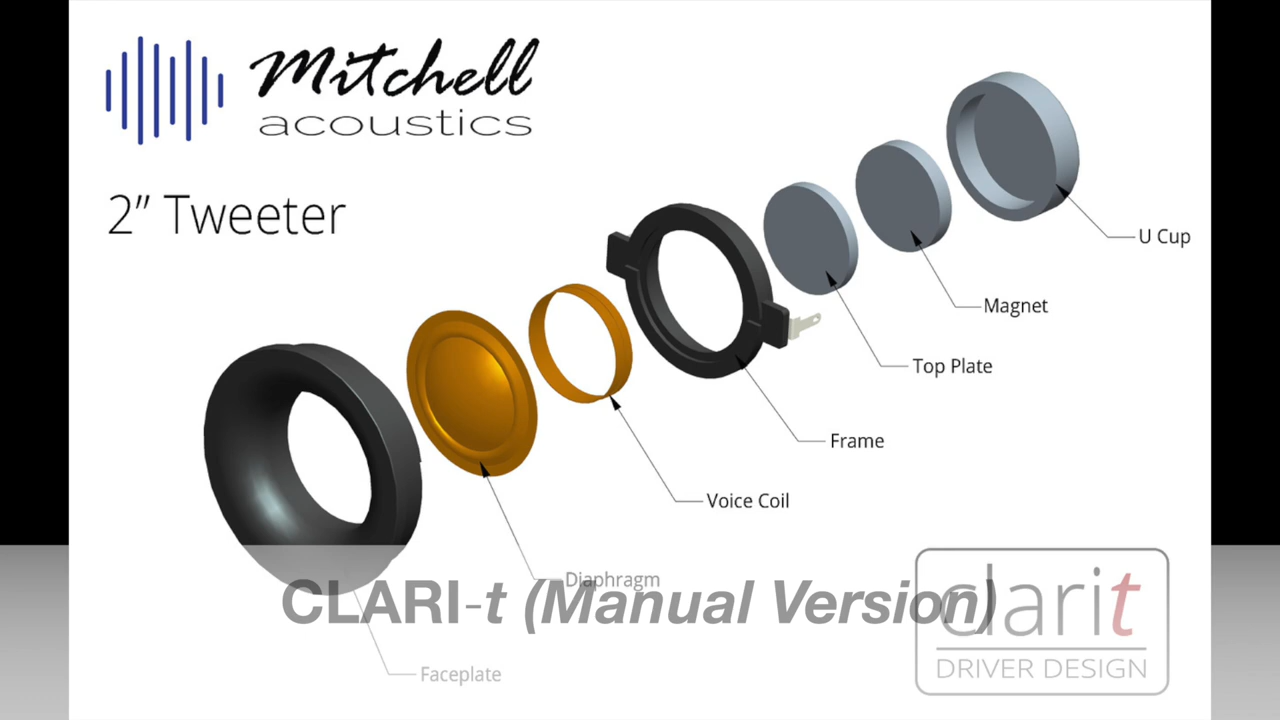 Mitchell
acoustics
2” Tweeter
U Cup
Magnet
Top Plate
Frame
Voice Coil
Diaphragm
CLARI-t (Manual Version)
clarit
DRIVER DESIGN
Faceplate